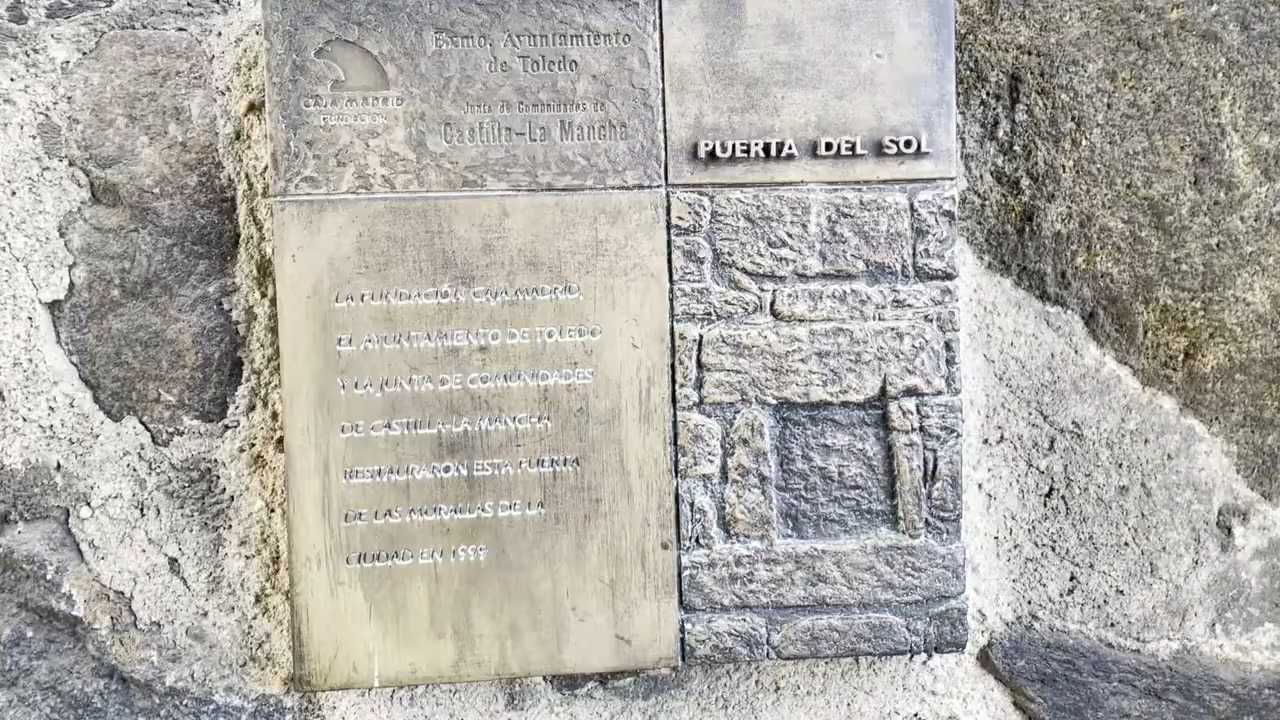 CAJA MADRID
FUNDACION
Exmo. Ayuntamiento
de Toledo
Junta de Comunidades de
Castilla-La Mancha
PUERTA DEL SOL
LA FUNDACIÓN CAJA MADRID,
EL AYUNTAMIENTO DE TOLEDO
Y LA JUNTA DE COMUNIDADES
DE CASTILLA-LA MANCHA
RESTAURARON ESTA PUERTA
DE LAS MURALLAS DE LA
CIUDAD EN 1999